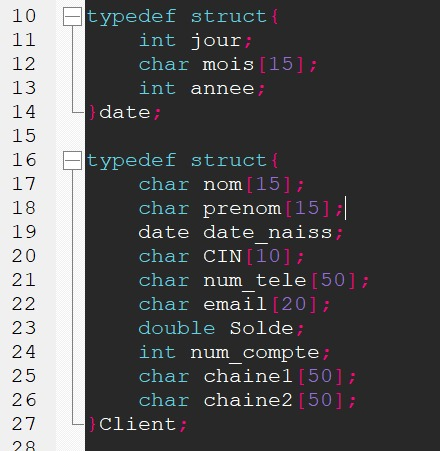 10 typedef struct{
11     int jour;
12     char mois[15];
13     int annee;
14 }date;
15
16 typedef struct{
17     char nom[15];
18     char prenom[15];
19     date date_naiss;
20     char CIN[10];
21     char num_tele[50];
22     char email[20];
23     double Solde;
24     int num_compte;
25     char chaine1[50];
26     char chaine2[50];
27 }Client;
28